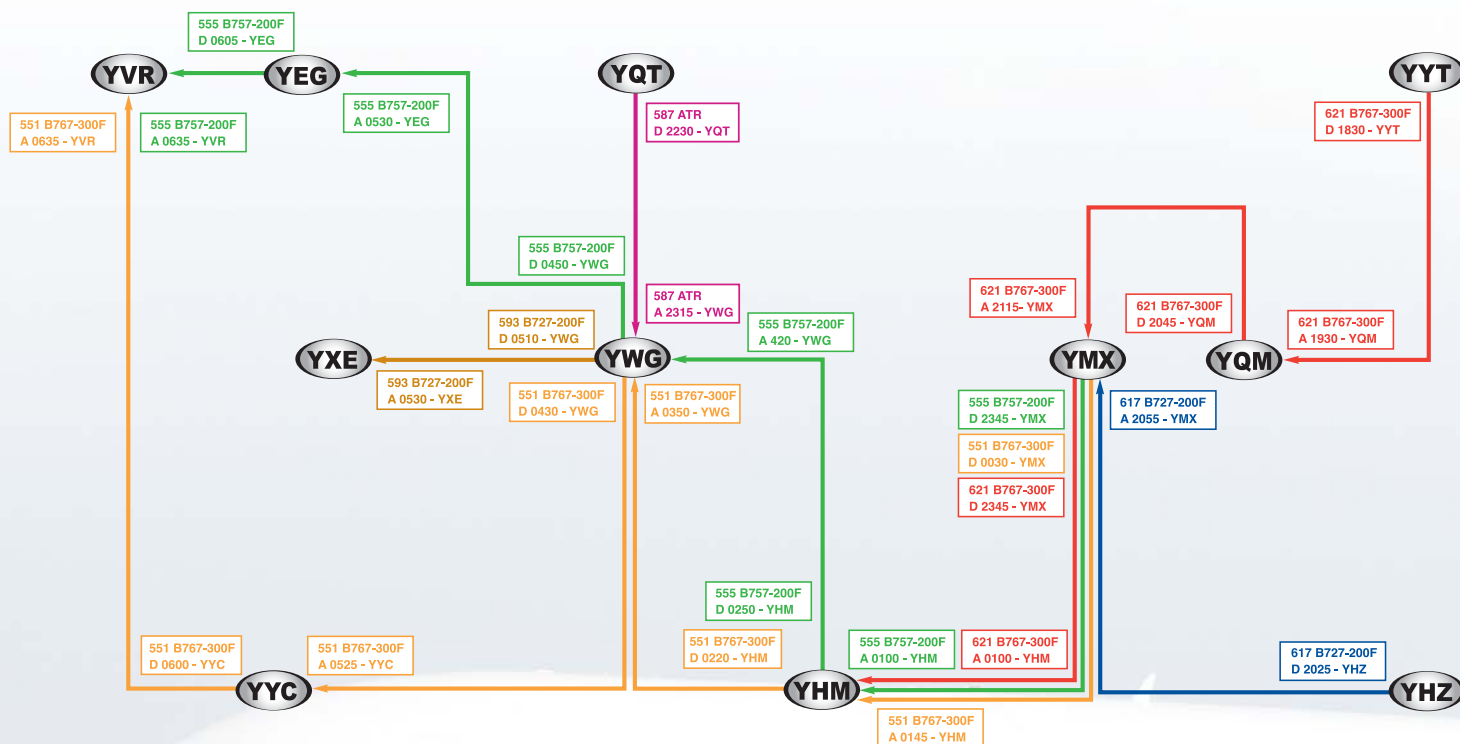 555 B757-200F
D 0605 - YEG
YVR
YEG
YQT
YYT
551 B767-300F
A 0635 - YVR
555 B757-200F
A 0635 - YVR
555 B757-200F
A 0530 - YEG
587 ATR
D 2230 - YQT
621 B767-300F
D 1830 - YYT
555 B757-200F
D 0450 - YWG
587 ATR
A 2315 - YWG
621 B767-300F
A 2115- YMX
621 B767-300F
D 2045 - YQM
621 B767-300F
A 1930 - YQM
593 B727-200F
D 0510 - YWG
555 B757-200F
A 420 - YWG
YXE
YWG
YMX
YQM
593 B727-200F
A 0530 - YXE
551 B767-300F
D 0430 - YWG
551 B767-300F
A 0350 - YWG
555 B757-200F
D 2345 - YMX
617 B727-200F
A 2055 - YMX
551 B767-300F
D 0030 - YMX
621 B767-300F
D 2345 - YMX
555 B757-200F
D 0250 - YHM
551 B767-300F
D 0600 - YYC
551 B767-300F
A 0525 - YYC
551 B767-300F
D 0220 - YHM
555 B757-200F
A 0100 - YHM
621 B767-300F
A 0100 - YHM
617 B727-200F
D 2025 - YHZ
YYC
YHM
YHZ
551 B767-300F
A 0145 - YHM